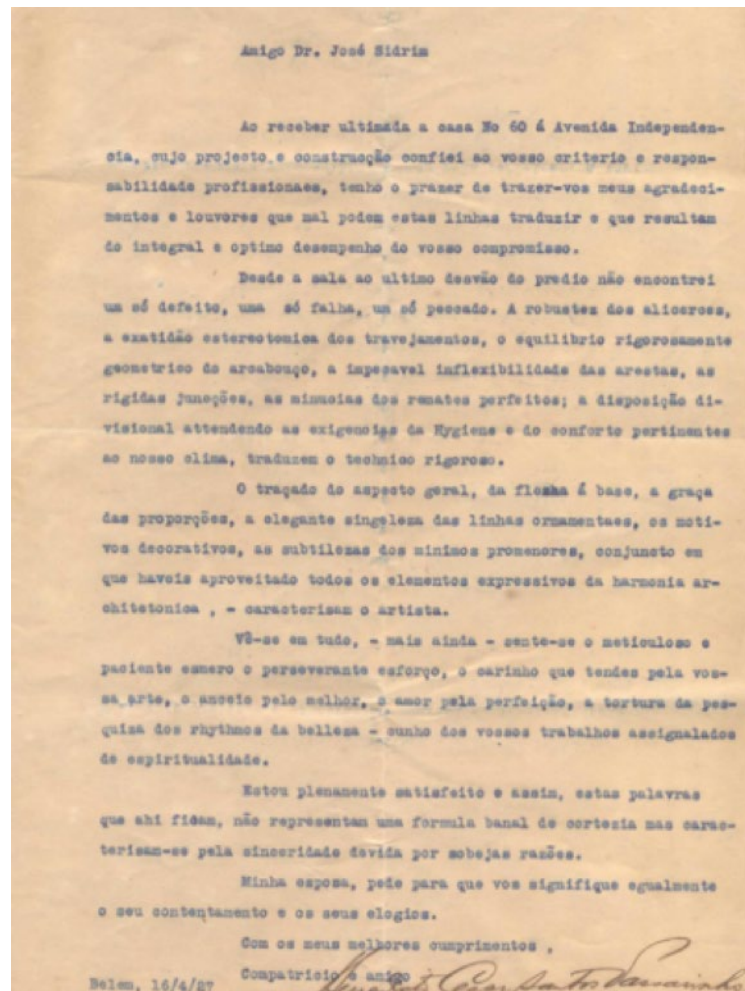 Amigo Dr. José Sidrim
Ao receber ultimada a casa No 60 á Avenida Independen-
cia, cujo projecto e construcção confiei ao vosso criterio e respon-
sabilidade profissionaes, tenho o prazer de trazer-vos meus agradeci-
mentos e louvores que mal podem estas linhas traduzir e que resultam
do integral e optimo desempenho do vosso compromisso.
Desde a sala ao ultimo desvão do predio não encontrei
um só defeito, uma só falha, um só peccado. A robustez dos alicerces,
a exatidão estereotonica dos travejamentos, o equilibrio rigorosamente
geometrico do arcabouço, a impecavel inflexibilidade das arestas, as
rigidas juncções, as minucias dos remates perfeitos; a disposição di-
visional attendendo as exigencias da Hygiene e do conforto pertinentes
ao nosso clima, traduzem o technico rigoroso.
O traçado do aspecto geral, da flexha á base, a graça
das proporções, a elegante singeleza das linhas ornamentaes, os moti-
vos decorativos, as subtilezas dos minimos promenores, conjuncto em
que haveis aproveitado todos os elementos expressivos da harmonia ar-
chitetonica , - caracterisam o artista.
Vê-se em tudo, - mais ainda - sente-se o meticuloso e
paciente esmero o perseverante esforço, o carinho que tendes pela vos-
sa arte, o anceio pelo melhor, o amor pela perfeição, a tortura da pes-
quiza dos rhythmos da belleza - cunho dos vossos trabalhos assignalados
de espiritualidade.
Estou plenamente satisfeito e assim, estas palavras
que ahi ficam, não representam uma formula banal de cortezia mas carac-
terisam-se pela sinceridade devida por sobejas razões.
Minha esposa, pede para que vos signifique egualmente
o seu contentamento e os seus elogios.
Com os meus melhores cumprimentos ,
Compatricio e amigo
Belem, 16/4/27